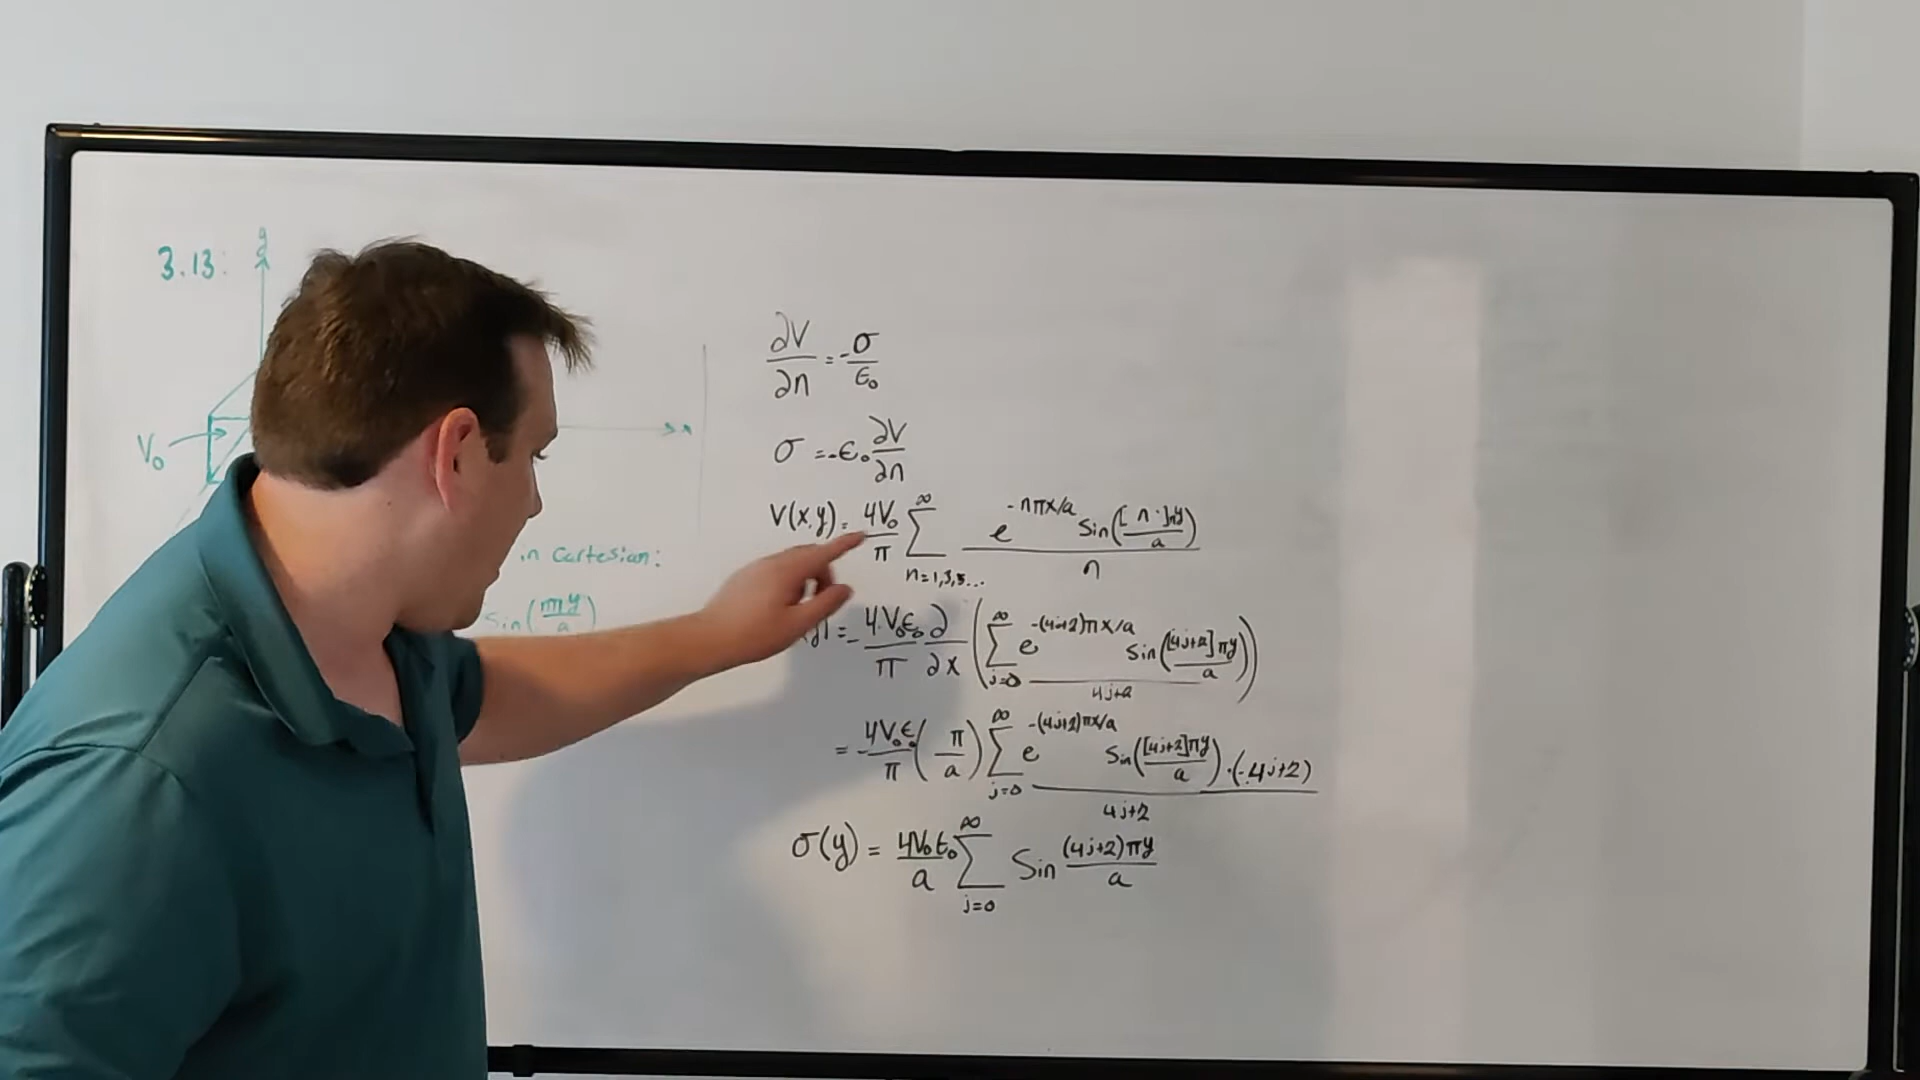 3.13:
y
x
V₀
in Cartesian:
Sin(nπy/a)
∂V/∂n = -σ/ϵ₀
σ = -ϵ₀ ∂V/∂n
V(x,y) = 4V₀/π ∑_{n=1,3,5...}^{∞} e^{-nπx/a} Sin([n·]πy/a) / n
= -4V₀ϵ₀/π ∂/∂x (∑_{j=0}^{∞} e^{-(4j+2)πx/a} Sin([4j+2]πy/a) / 4j+2)
= -4V₀ϵ₀/π (π/a) ∑_{j=0}^{∞} e^{-(4j+2)πx/a} Sin([4j+2]πy/a)·(-4j+2) / 4j+2
σ(y) = 4V₀ϵ₀/a ∑_{j=0}^{∞} Sin (4j+2)πy/a